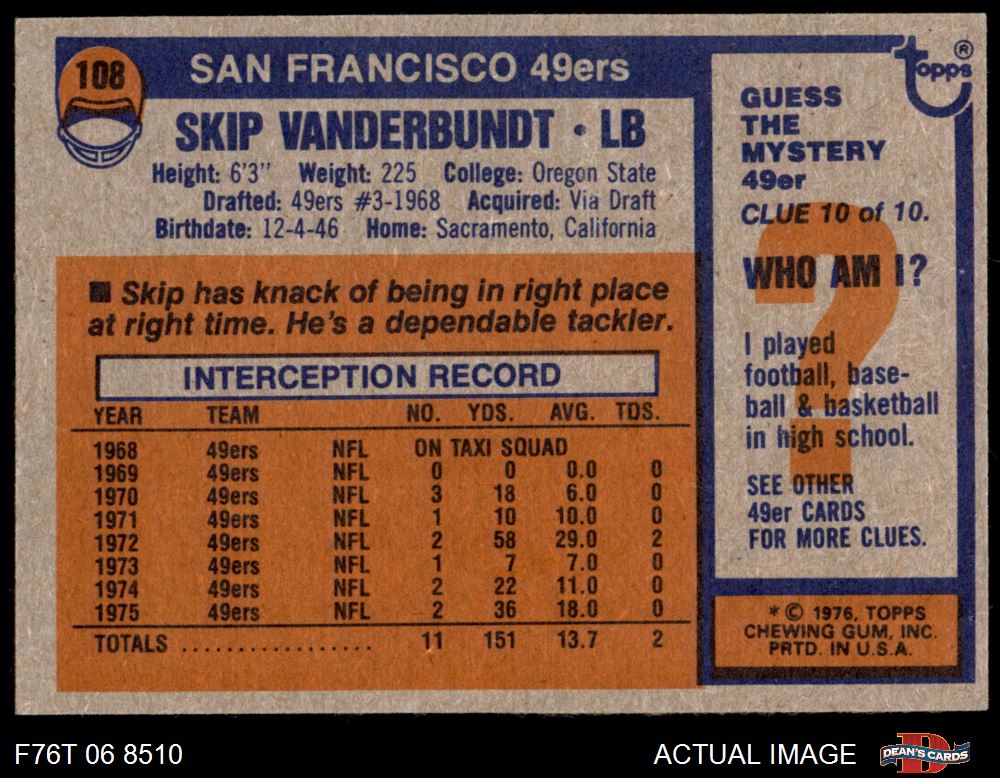 108
SAN FRANCISCO 49ers
SKIP VANDERBUNDT • LB
Height: 6'3" Weight: 225 College: Oregon State
Drafted: 49ers #3-1968 Acquired: Via Draft
Birthdate: 12-4-46 Home: Sacramento, California
■ Skip has knack of being in right place
at right time. He's a dependable tackler.
INTERCEPTION RECORD
YEAR TEAM NO. YDS. AVG. TDS.
1968 49ers NFL ON TAXI SQUAD
1969 49ers NFL 0 0 0.0 0
1970 49ers NFL 3 18 6.0 0
1971 49ers NFL 1 10 10.0 0
1972 49ers NFL 2 58 29.0 2
1973 49ers NFL 1 7 7.0 0
1974 49ers NFL 2 22 11.0 0
1975 49ers NFL 2 36 18.0 0
TOTALS ................. 11 151 13.7 2
topps ®
GUESS
THE
MYSTERY
49er
CLUE 10 of 10.
?
WHO AM I?
I played
football, base-
ball & basketball
in high school.
SEE OTHER
49er CARDS
FOR MORE CLUES.
* © 1976, TOPPS
CHEWING GUM, INC.
PRTD. IN U.S.A.
F76T 06 8510
ACTUAL IMAGE
D
DEAN'S CARDS